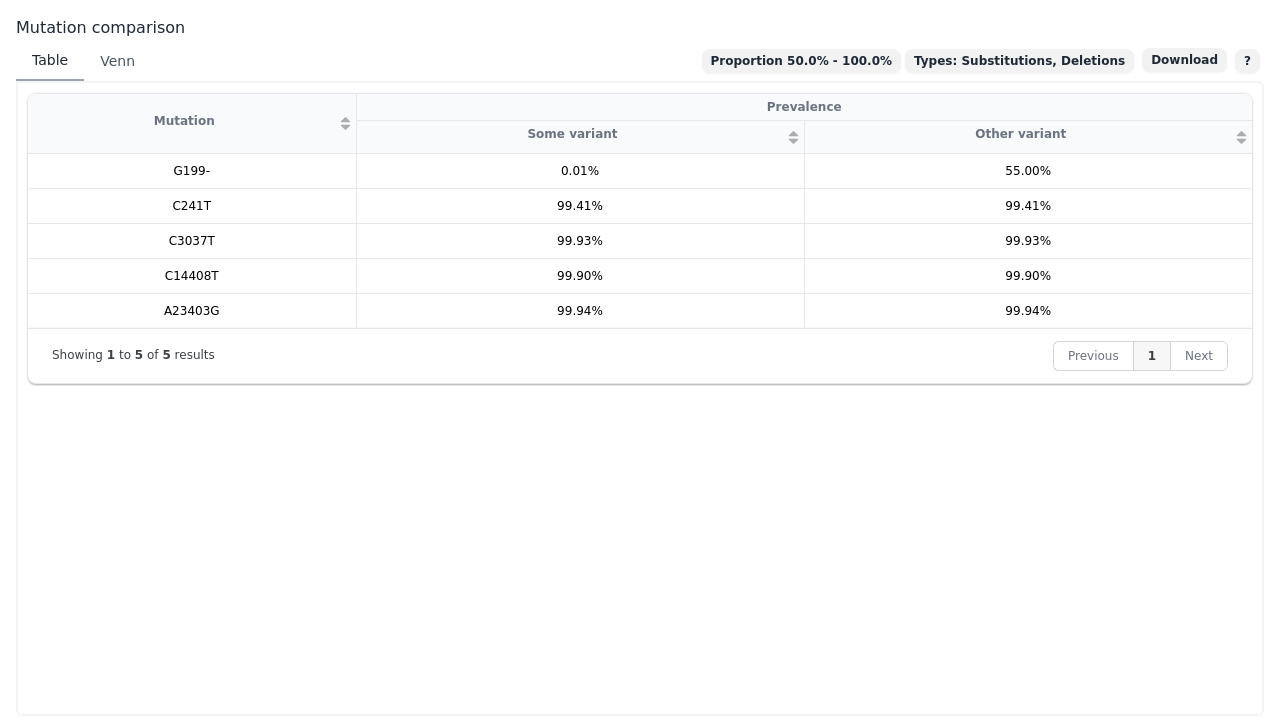 Mutation comparison
Table Venn Proportion 50.0% - 100.0% Types: Substitutions, Deletions Download ?
Mutation Prevalence
Some variant Other variant
G199- 0.01% 55.00%
C241T 99.41% 99.41%
C3037T 99.93% 99.93%
C14408T 99.90% 99.90%
A23403G 99.94% 99.94%
Showing 1 to 5 of 5 results Previous 1 Next